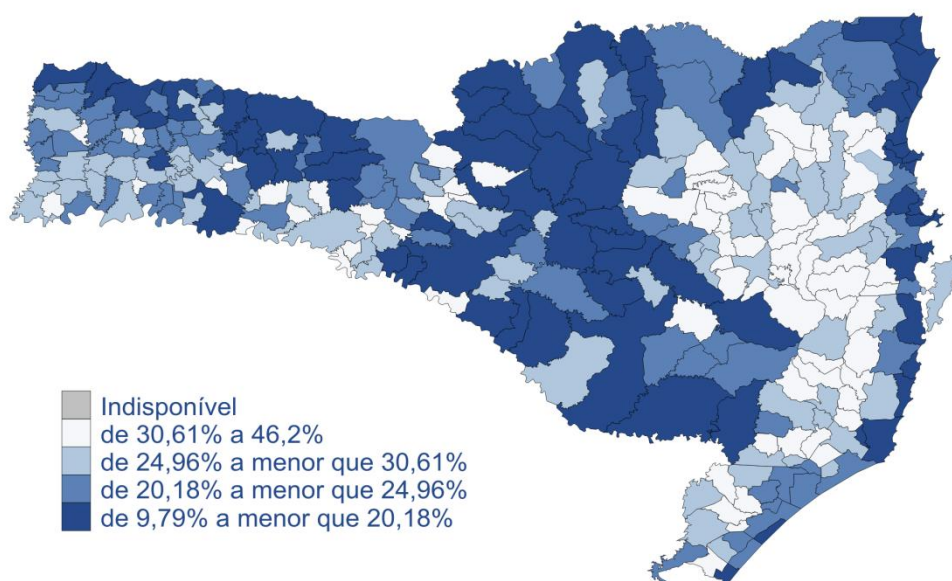 Indisponível
de 30,61% a 46,2%
de 24,96% a menor que 30,61%
de 20,18% a menor que 24,96%
de 9,79% a menor que 20,18%